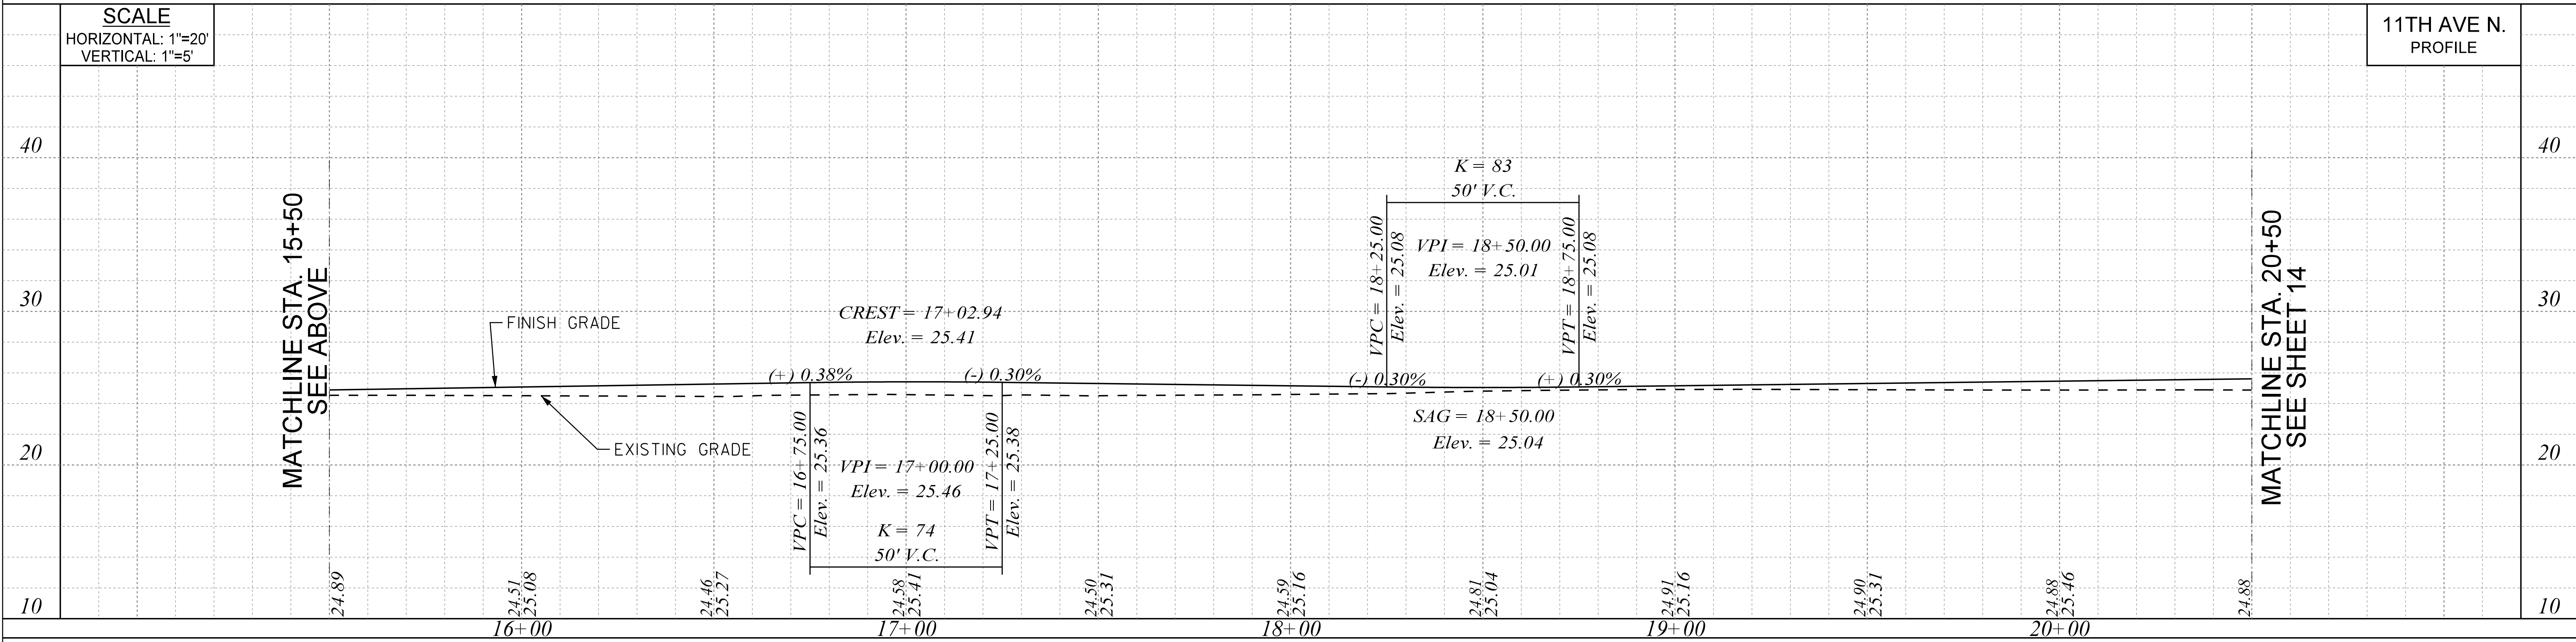 SCALE
HORIZONTAL: 1"=20'
VERTICAL: 1"=5'
11TH AVE N.
PROFILE
40
30
20
10
40
30
20
10
MATCHLINE STA. 15+50
SEE ABOVE
FINISH GRADE
EXISTING GRADE
CREST = 17+02.94
Elev. = 25.41
(+) 0.38%
(-) 0.30%
VPC = 16+75.00
Elev. = 25.36
VPI = 17+00.00
Elev. = 25.46
K = 74
50' V.C.
VPT = 17+25.00
Elev. = 25.38
K = 83
50' V.C.
VPC = 18+25.00
Elev. = 25.08
VPI = 18+50.00
Elev. = 25.01
VPT = 18+75.00
Elev. = 25.08
(-) 0.30%
(+) 0.30%
SAG = 18+50.00
Elev. = 25.04
MATCHLINE STA. 20+50
SEE SHEET 14
24.89
24.51
25.08
24.46
25.27
24.58
25.41
24.50
25.31
24.59
25.16
24.81
25.04
24.91
25.16
24.90
25.31
24.88
25.46
24.88
16+00
17+00
18+00
19+00
20+00